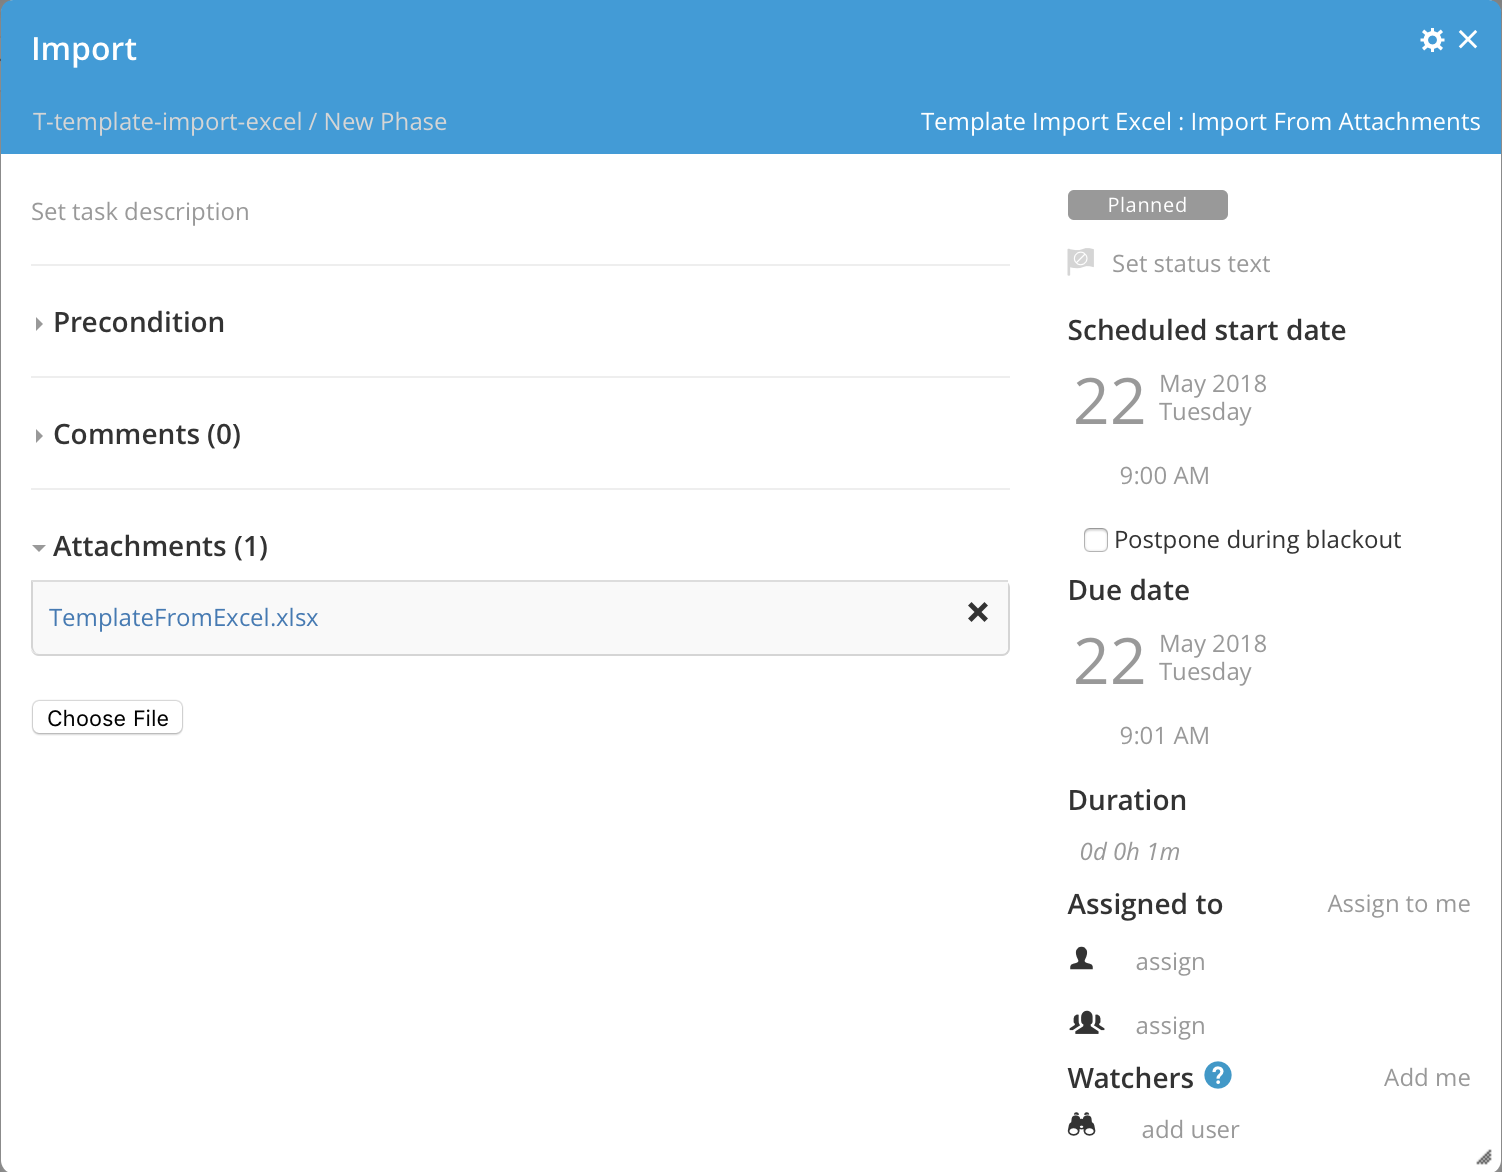 Import
T-template-import-excel / New Phase
Template Import Excel : Import From Attachments
Set task description
Precondition
Comments (0)
Attachments (1)
TemplateFromExcel.xlsx
Choose File
Planned
Set status text
Scheduled start date
22
May 2018
Tuesday
9:00 AM
Postpone during blackout
Due date
22
May 2018
Tuesday
9:01 AM
Duration
0d 0h 1m
Assigned to
Assign to me
assign
assign
Watchers ?
Add me
add user